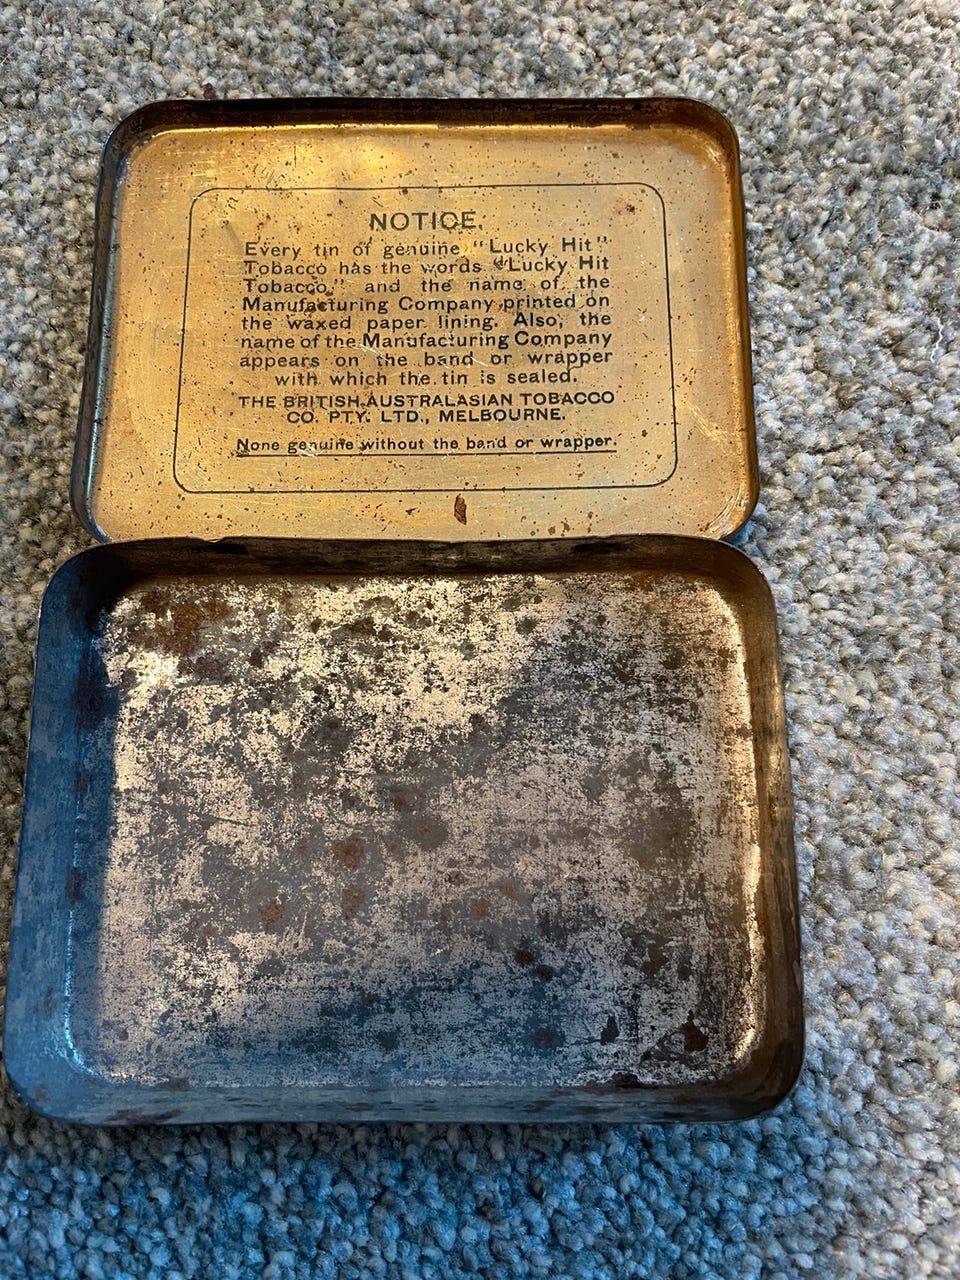 NOTICE.
Every tin of genuine "Lucky Hit"
Tobacco has the words "Lucky Hit
Tobacco," and the name of the
Manufacturing Company printed on
the waxed paper lining. Also, the
name of the Manufacturing Company
appears on the band or wrapper
with which the tin is sealed.
THE BRITISH-AUSTRALASIAN TOBACCO
CO. PTY. LTD., MELBOURNE.
None genuine without the band or wrapper.